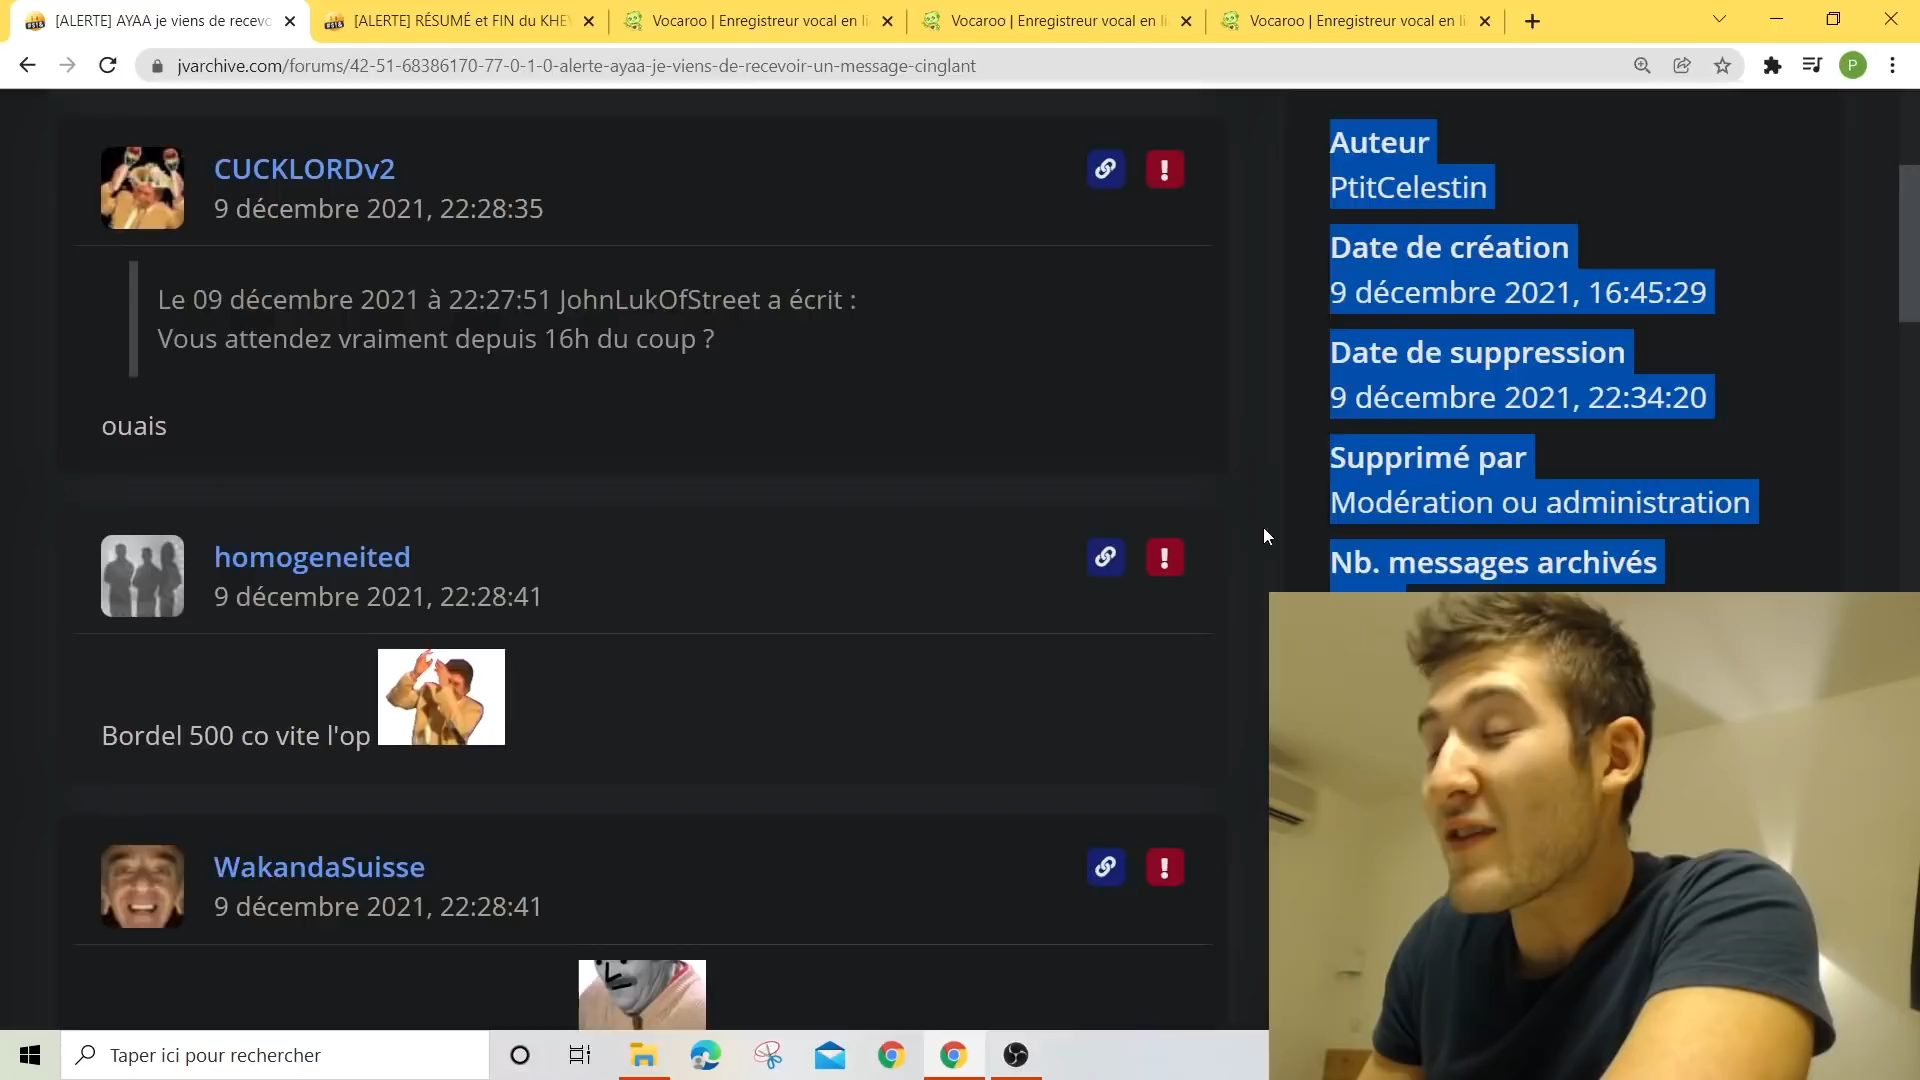 [ALERTE] AYAA je viens de recevo
[ALERTE] RÉSUMÉ et FIN du KHE
Vocaroo | Enregistreur vocal en li
Vocaroo | Enregistreur vocal en li
Vocaroo | Enregistreur vocal en li
jvarchive.com/forums/42-51-68386170-77-0-1-0-alerte-ayaa-je-viens-de-recevoir-un-message-cinglant
P
CUCKLORDv2
9 décembre 2021, 22:28:35
Le 09 décembre 2021 à 22:27:51 JohnLukOfStreet a écrit :
Vous attendez vraiment depuis 16h du coup ?
ouais
homogeneited
9 décembre 2021, 22:28:41
Bordel 500 co vite l'op
WakandaSuisse
9 décembre 2021, 22:28:41
Auteur
PtitCelestin
Date de création
9 décembre 2021, 16:45:29
Date de suppression
9 décembre 2021, 22:34:20
Supprimé par
Modération ou administration
Nb. messages archivés
Taper ici pour rechercher